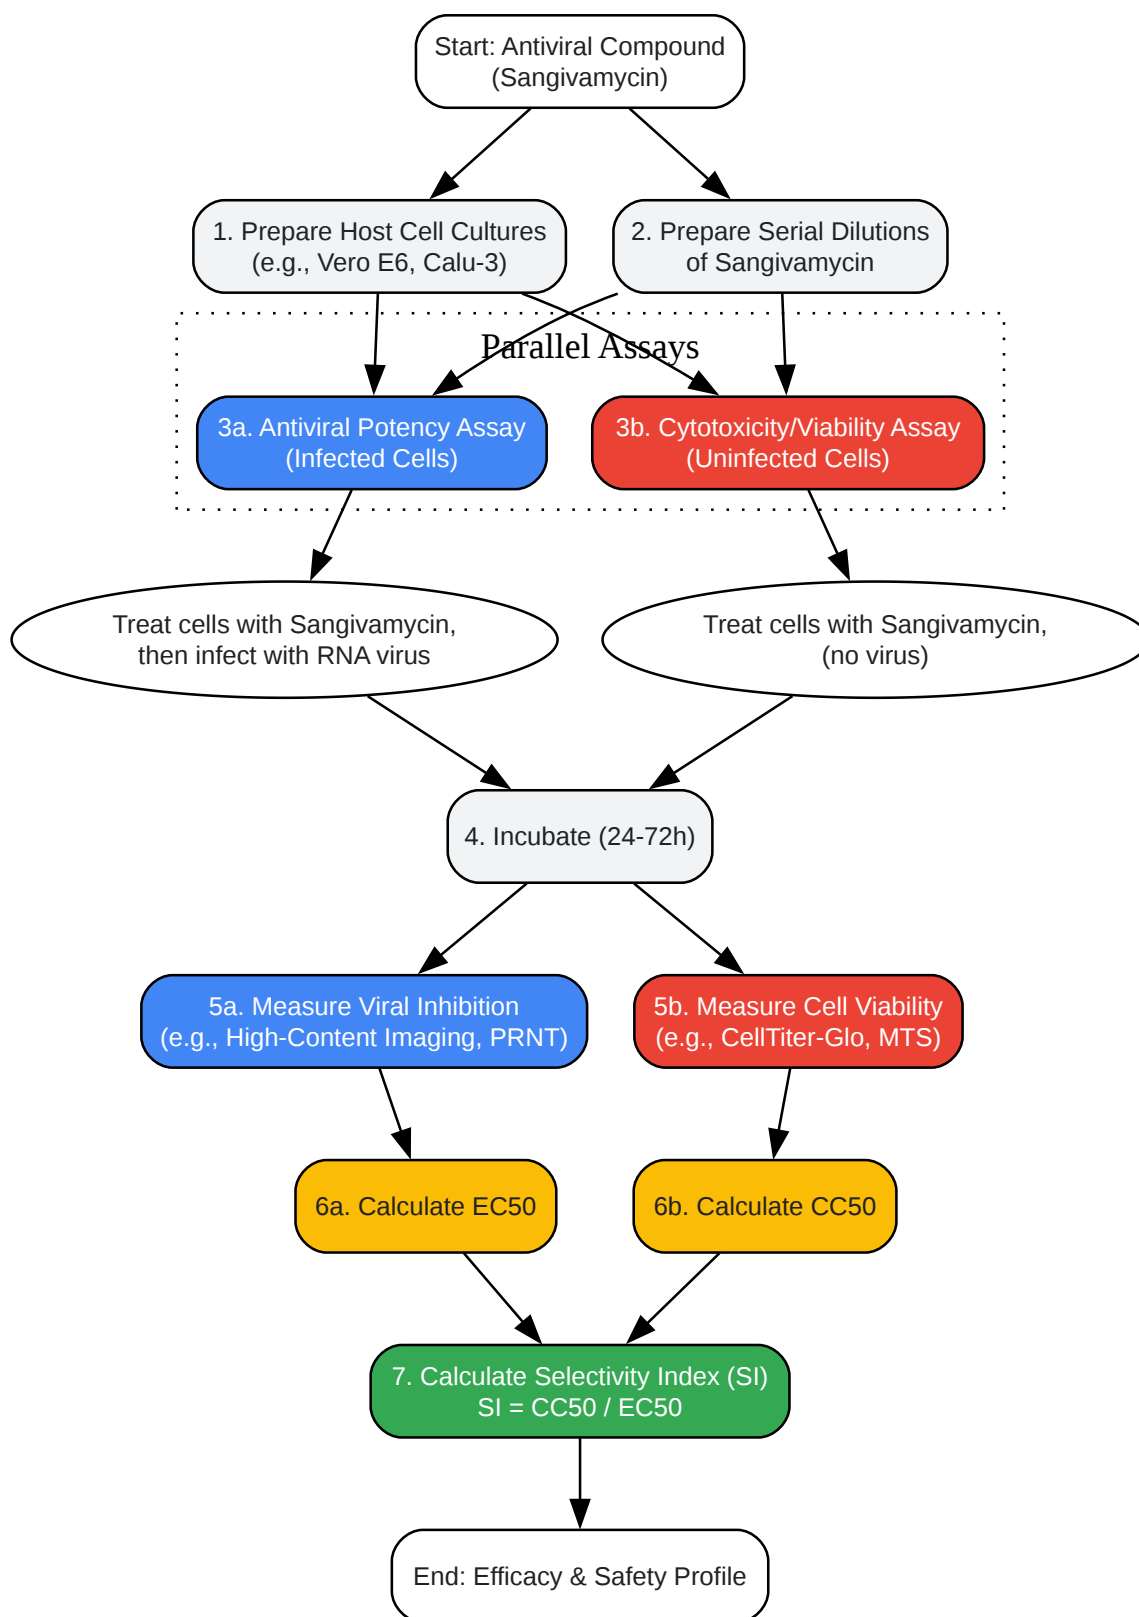 Start: Antiviral Compound
(Sangivamycin)
1. Prepare Host Cell Cultures
(e.g., Vero E6, Calu-3)
2. Prepare Serial Dilutions
of Sangivamycin
Parallel Assays
3a. Antiviral Potency Assay
(Infected Cells)
3b. Cytotoxicity/Viability Assay
(Uninfected Cells)
Treat cells with Sangivamycin,
then infect with RNA virus
Treat cells with Sangivamycin,
(no virus)
4. Incubate (24-72h)
5a. Measure Viral Inhibition
(e.g., High-Content Imaging, PRNT)
5b. Measure Cell Viability
(e.g., CellTiter-Glo, MTS)
6a. Calculate EC50
6b. Calculate CC50
7. Calculate Selectivity Index (SI)
SI = CC50 / EC50
End: Efficacy & Safety Profile